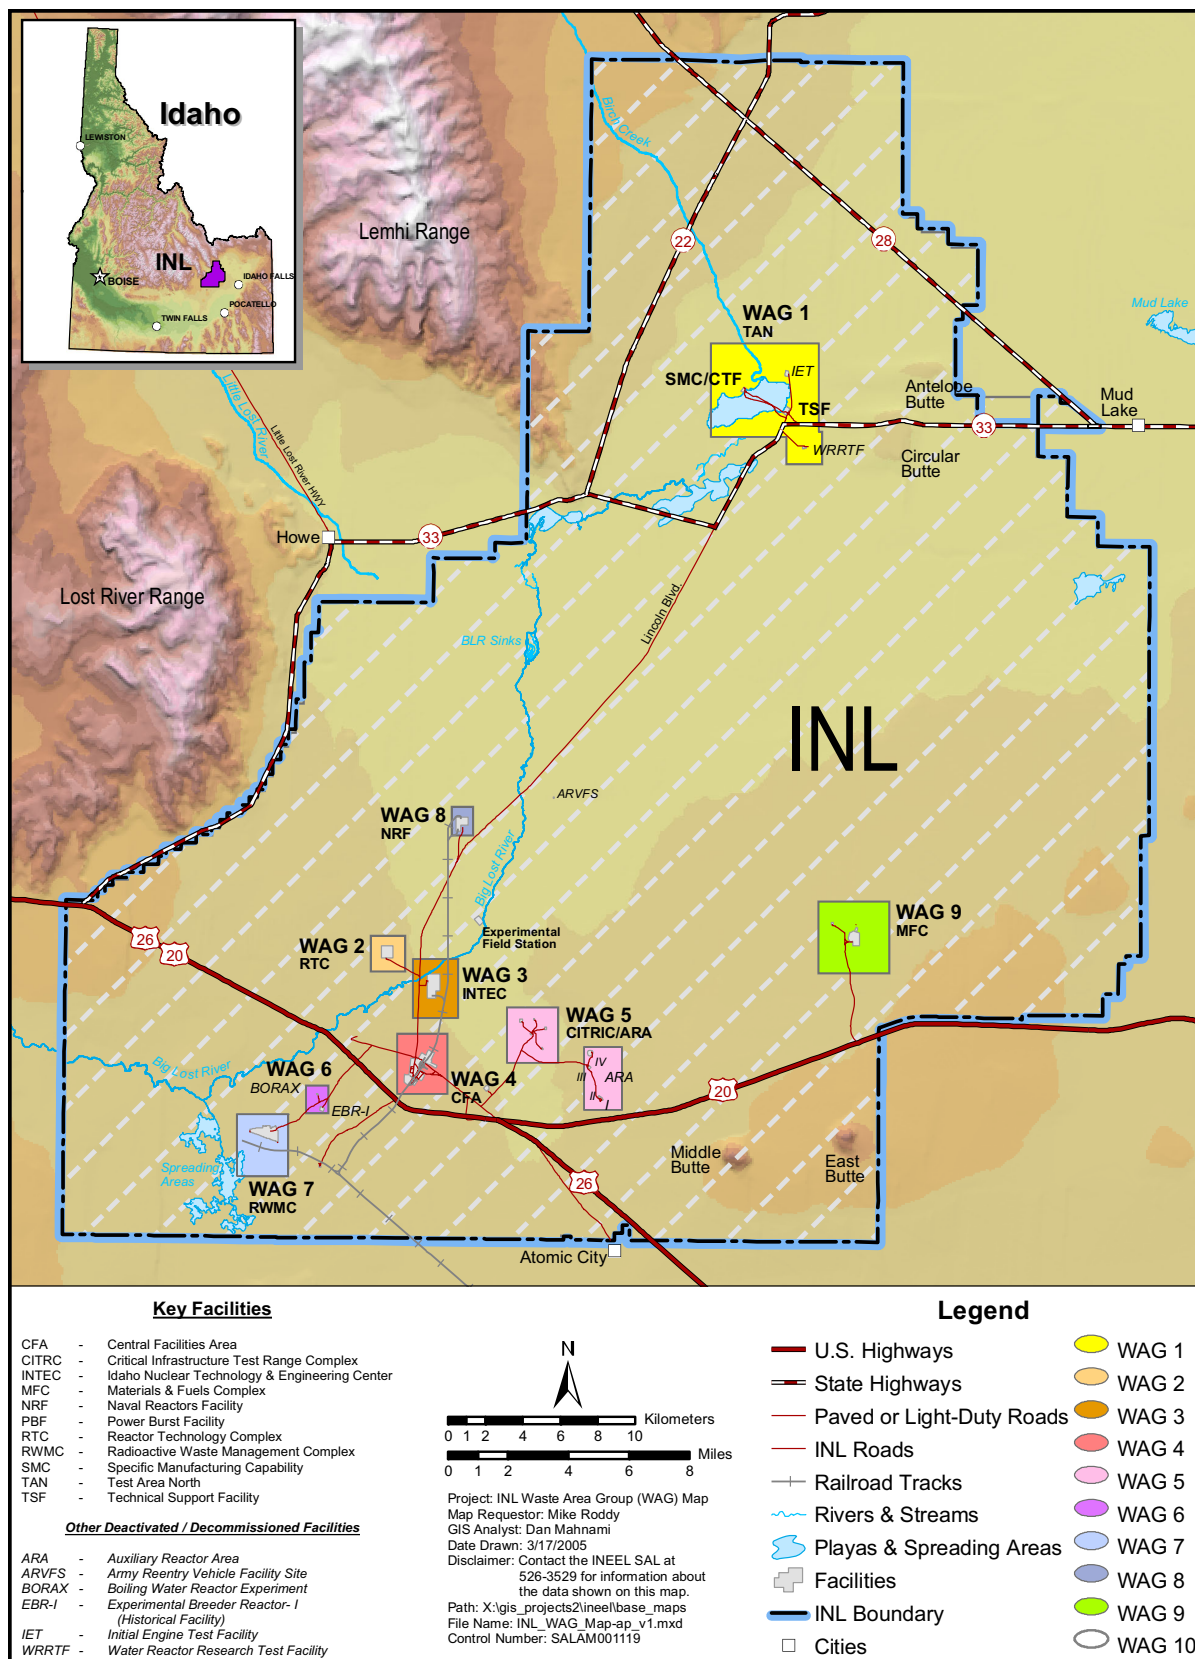 Idaho
LEWISTON
INL
BOISE
IDAHO FALLS
POCATELLO
TWIN FALLS
Birch Creek
Lemhi Range
22
28
Mud Lake
WAG 1
TAN
IET
SMC/CTF
TSF
Antelope
Butte
Mud
Lake
33
WRRTF
Circular
Butte
Little Lost River
Little Lost River HWY
Howe
33
Lost River Range
Lincoln Blvd.
BLR Sinks
INL
ARVFS
WAG 8
NRF
Big Lost River
WAG 9
MFC
26
20
Experimental
Field Station
WAG 2
RTC
WAG 3
INTEC
WAG 5
CITRIC/ARA
Big Lost River
WAG 6
BORAX
WAG 4
CFA
IV
III
ARA
II
I
EBR-I
20
Middle
Butte
East
Butte
Spreading
Areas
WAG 7
RWMC
26
Atomic City
Key Facilities
CFA - Central Facilities Area
CITRC - Critical Infrastructure Test Range Complex
INTEC - Idaho Nuclear Technology & Engineering Center
MFC - Materials & Fuels Complex
NRF - Naval Reactors Facility
PBF - Power Burst Facility
RTC - Reactor Technology Complex
RWMC - Radioactive Waste Management Complex
SMC - Specific Manufacturing Capability
TAN - Test Area North
TSF - Technical Support Facility
Other Deactivated / Decommissioned Facilities
ARA - Auxiliary Reactor Area
ARVFS - Army Reentry Vehicle Facility Site
BORAX - Boiling Water Reactor Experiment
EBR-I - Experimental Breeder Reactor- I
(Historical Facility)
IET - Initial Engine Test Facility
WRRTF - Water Reactor Research Test Facility
N
Kilometers
0 1 2 4 6 8 10
Miles
0 1 2 4 6 8
Project: INL Waste Area Group (WAG) Map
Map Requestor: Mike Roddy
GIS Analyst: Dan Mahnami
Date Drawn: 3/17/2005
Disclaimer: Contact the INEEL SAL at
526-3529 for information about
the data shown on this map.
Path: X:\gis_projects2\ineel\base_maps
File Name: INL_WAG_Map-ap_v1.mxd
Control Number: SALAM001119
Legend
U.S. Highways
State Highways
Paved or Light-Duty Roads
INL Roads
Railroad Tracks
Rivers & Streams
Playas & Spreading Areas
Facilities
INL Boundary
Cities
WAG 1
WAG 2
WAG 3
WAG 4
WAG 5
WAG 6
WAG 7
WAG 8
WAG 9
WAG 10